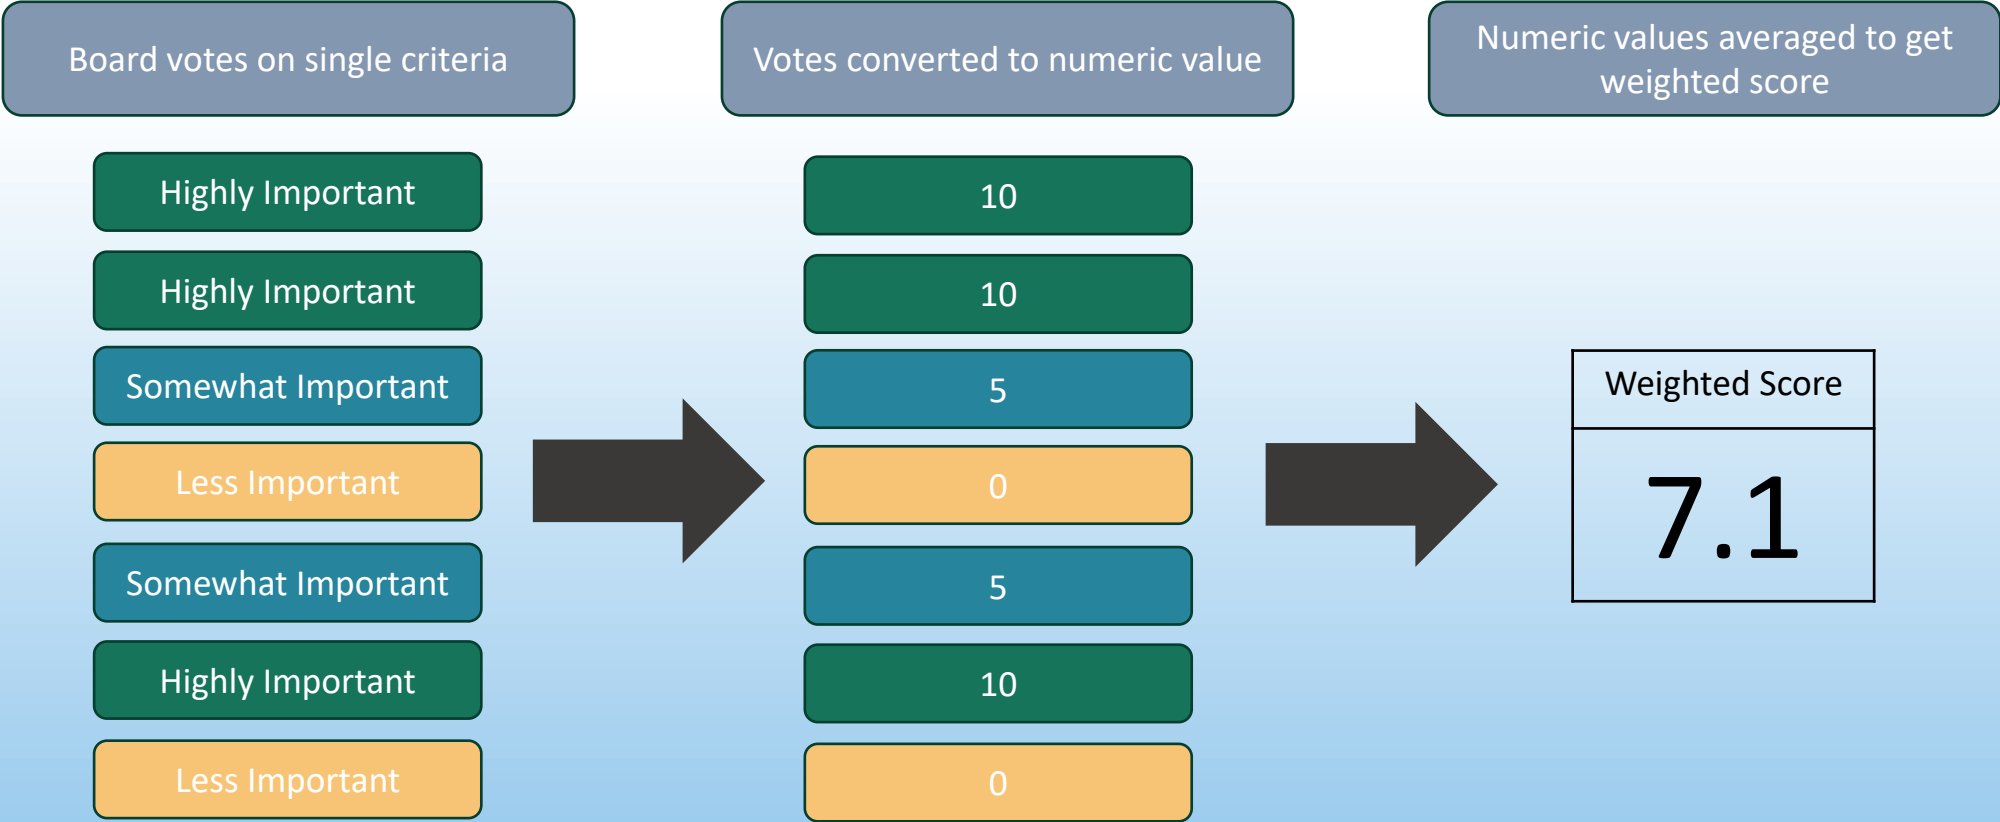 Board votes on single criteria
Highly Important
Highly Important
Somewhat Important
Less Important
Somewhat Important
Highly Important
Less Important
Votes converted to numeric value
10
10
5
0
5
10
0
Numeric values averaged to get
weighted score
Weighted Score
7.1